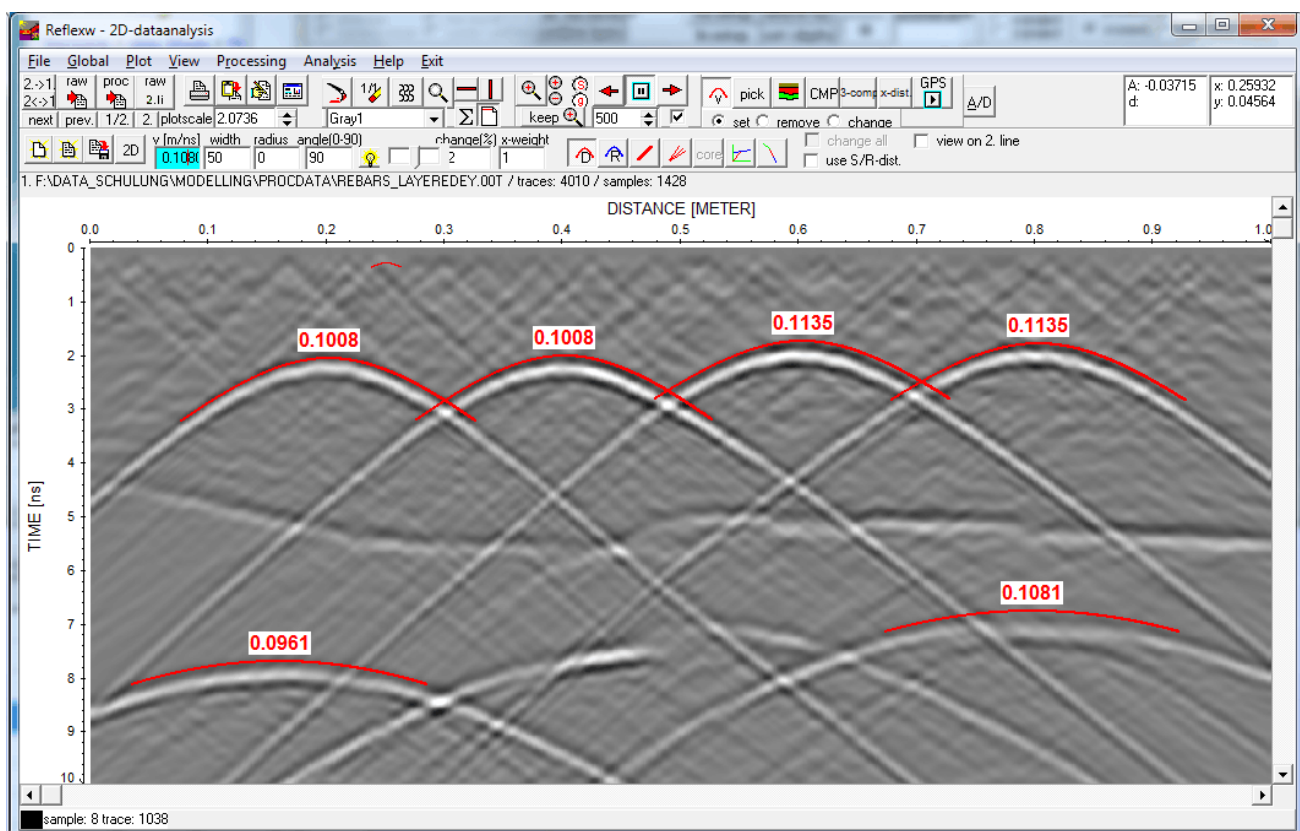 Reflexw - 2D-dataanalysis
File Global Plot View Processing Analysis Help Exit
2.->1 raw proc raw GPS A: -0.03715 x: 0.25932
2<->1 2.li 1/2 S g pick CMP 3-comp x-dist. A/D d: y: 0.04564
next prev. 1/2. 2. plotscale 2.0736 Gray1 Σ keep 500 set remove change
v [m/ns] width radius angle(0-90) change(%) x-weight change all view on 2. line
2D 0.108 50 0 90 2 1 D R core use S/R-dist.
1. F:\DATA_SCHULUNG\MODELLING\PROCDATA\REBARS_LAYEREDEY.00T / traces: 4010 / samples: 1428
DISTANCE [METER]
0.0 0.1 0.2 0.3 0.4 0.5 0.6 0.7 0.8 0.9 1.0
0
1
0.1008 0.1008 0.1135 0.1135
2
3
4
TIME [ns]
5
6
0.1081
7
0.0961
8
9
10
sample: 8 trace: 1038